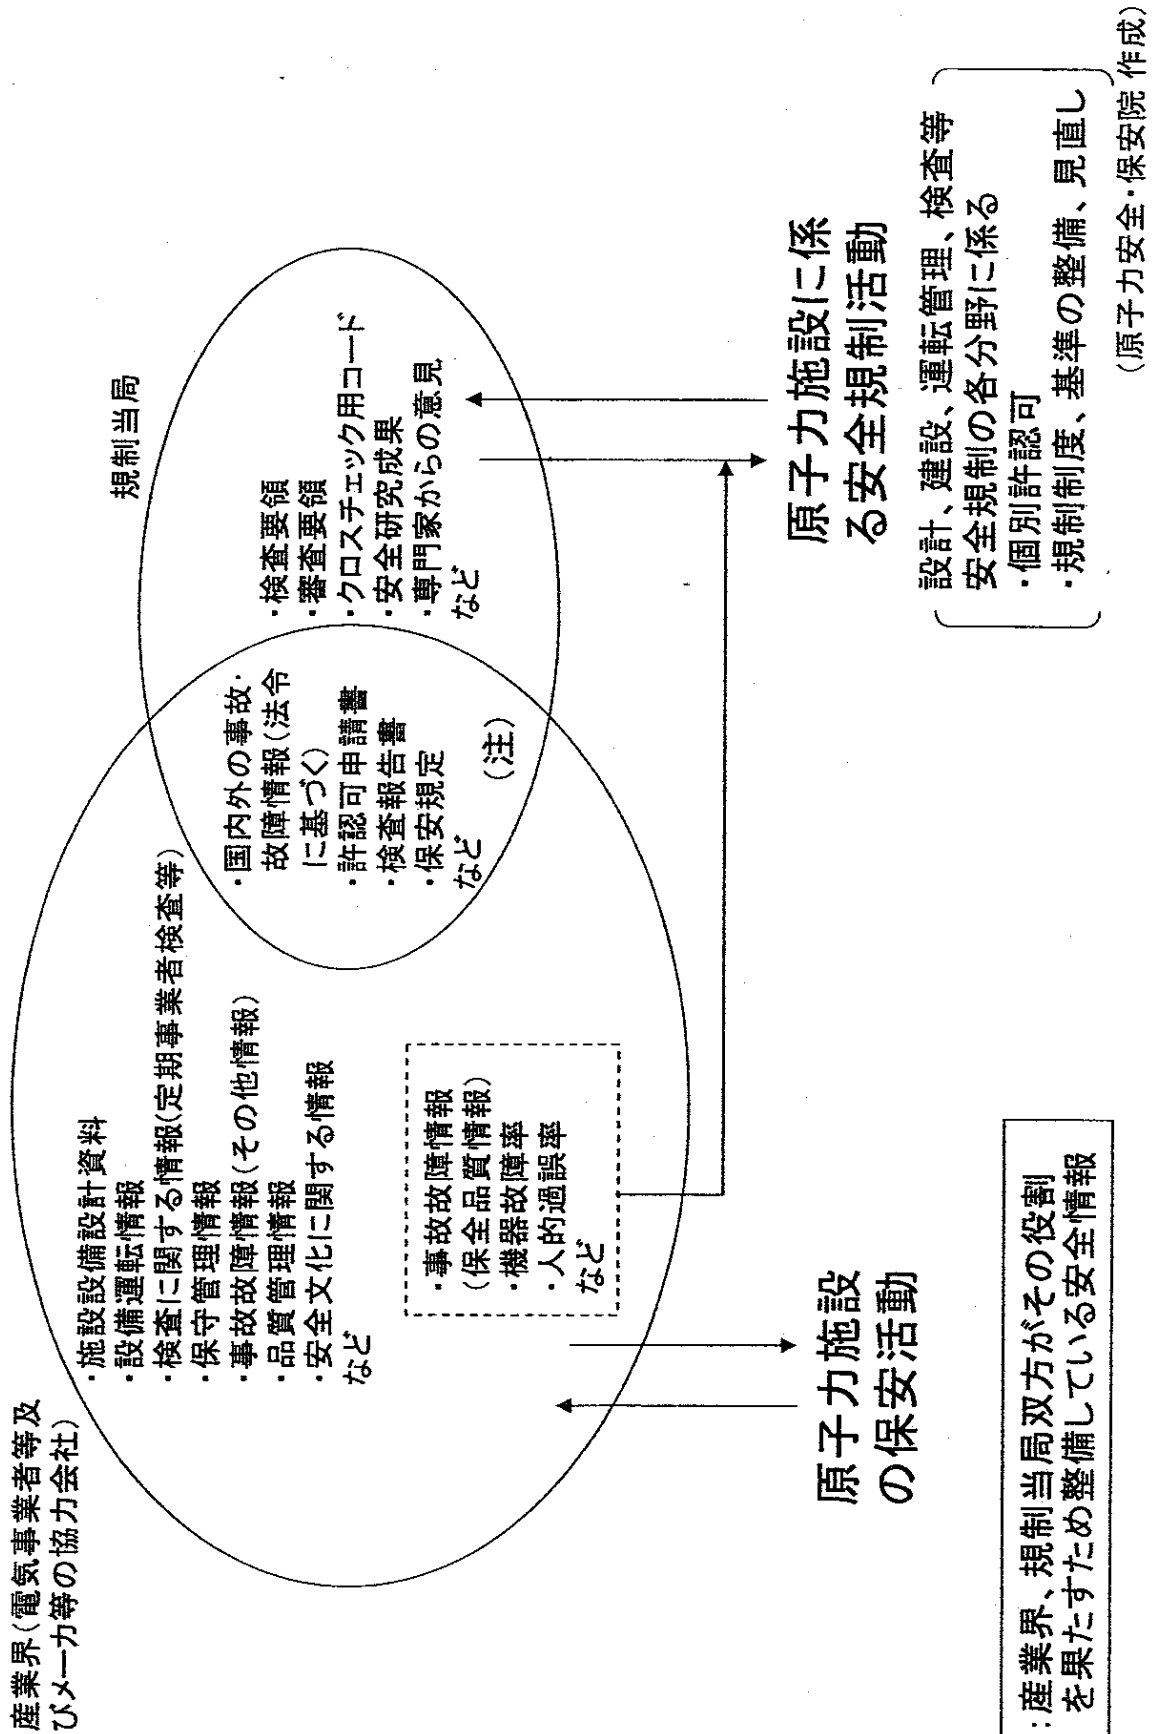 産業界(電気事業者等及
びメーカ等の協力会社)
・施設設備設計資料
・設備運転情報
・検査に関する情報(定期事業者検査等)
・保守管理情報
・事故故障情報(その他情報)
・品質管理情報
・安全文化に関する情報
など
・事故故障情報
(保全品質情報)
・機器故障率
・人的過誤率
など
・国内外の事故・
故障情報(法令
に基づく)
・許認可申請書
・検査報告書
・保安規定
など
(注)
規制当局
・検査要領
・審査要領
・クロスチェック用コード
・安全研究成果
・専門家からの意見
など
原子力施設
の保安活動
原子力施設に係
る安全規制活動
設計、建設、運転管理、検査等
安全規制の各分野に係る
・個別許認可
・規制制度、基準の整備、見直し
:産業界、規制当局双方がその役割
を果たすため整備している安全情報
(原子力安全・保安院 作成)